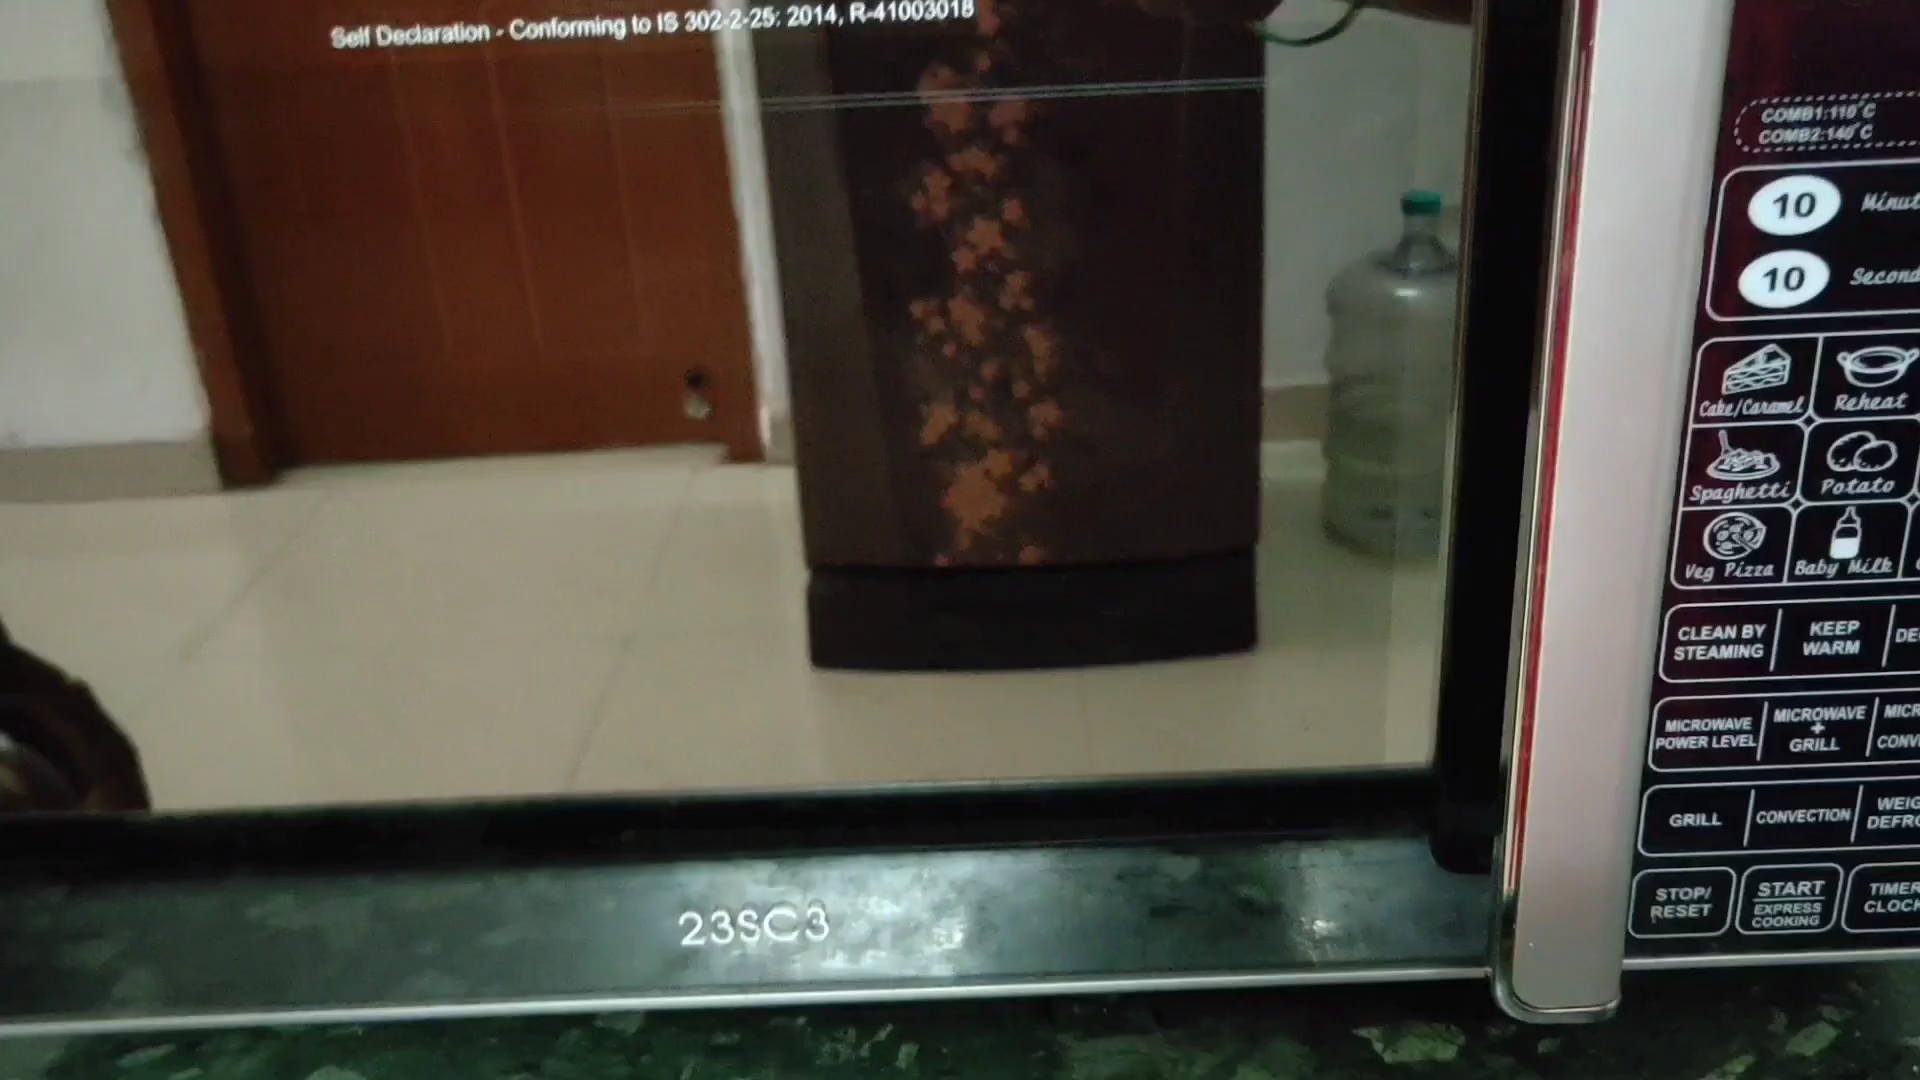 Self Declaration - Conforming to IS 302-2-25: 2014, R-41003018
COMB1:110°C
COMB2:140°C
10
10
Cake/Caramel
Reheat
Spaghetti
Potato
Veg Pizza
Baby Milk
CLEAN BY
STEAMING
KEEP
WARM
MICROWAVE
POWER LEVEL
MICROWAVE
+
GRILL
GRILL
CONVECTION
STOP/
RESET
START
EXPRESS
COOKING
TIMER
CLOCK
23SC3